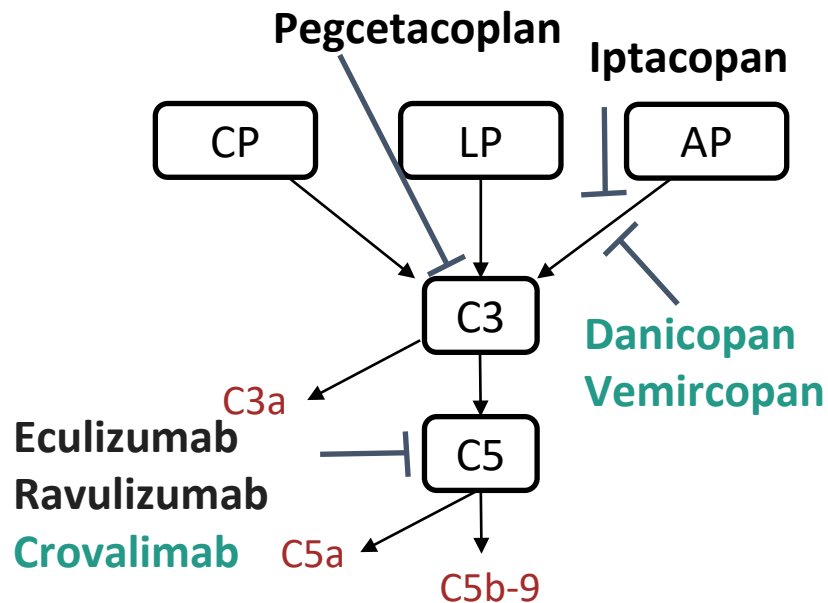 Pegcetacoplan
Iptacopan
CP
LP
AP
C3
Danicopan
Vemircopan
C3a
Eculizumab
C5
Ravulizumab
Crovalimab
C5a
C5b-9